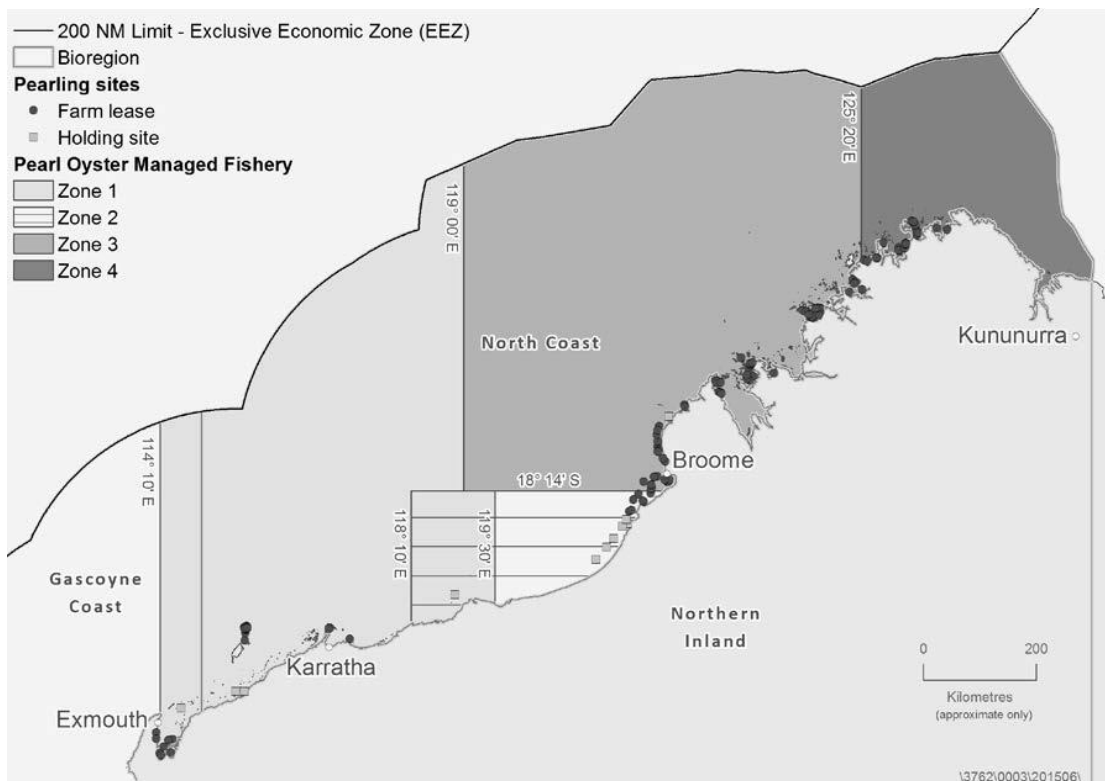 200 NM Limit - Exclusive Economic Zone (EEZ)
Bioregion
Pearling sites
Farm lease
Holding site
Pearl Oyster Managed Fishery
Zone 1
Zone 2
Zone 3
Zone 4
125° 20' E
119° 00' E
North Coast
Kununurra
114° 10' E
Broome
18° 14' S
118° 10' E
119° 30' E
Gascoyne
Coast
Northern
Inland
Karratha
0 200
Kilometres
(approximate only)
Exmouth
\3762\0003\201506\